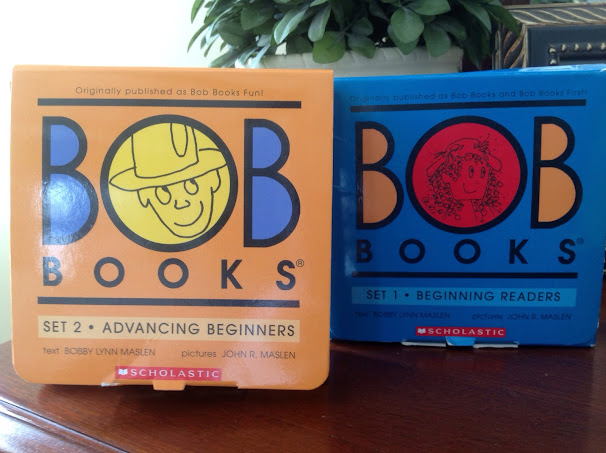 Originally published as Bob Books Fun!
BOB
BOOKS®
SET 2 • ADVANCING BEGINNERS
text BOBBY LYNN MASLEN pictures JOHN R. MASLEN
SCHOLASTIC
Originally published as Bob Books and Bob Books First!
BOB
BOOKS®
SET 1 • BEGINNING READERS
text BOBBY LYNN MASLEN pictures JOHN R. MASLEN
SCHOLASTIC